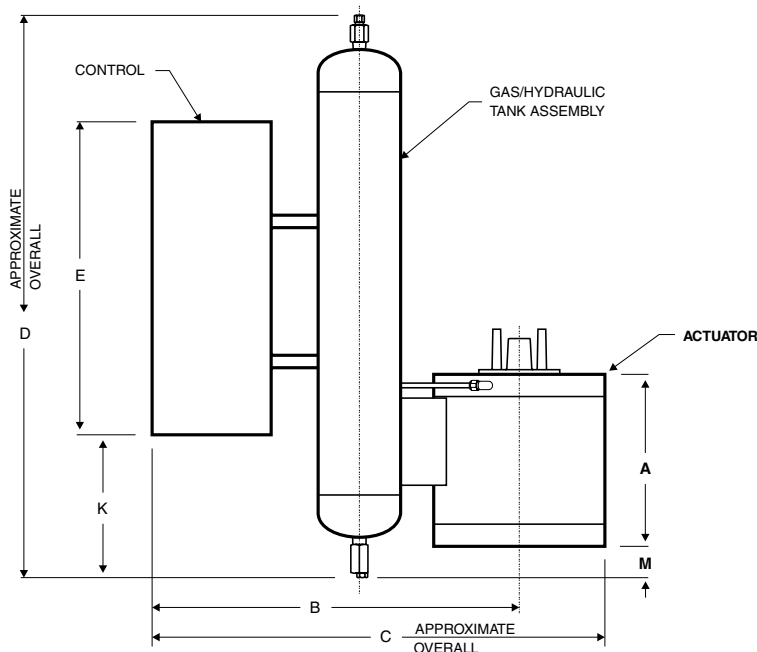 CONTROL
GAS/HYDRAULIC
TANK ASSEMBLY
APPROXIMATE
OVERALL
E
D
ACTUATOR
A
K
M
B
C
APPROXIMATE
OVERALL